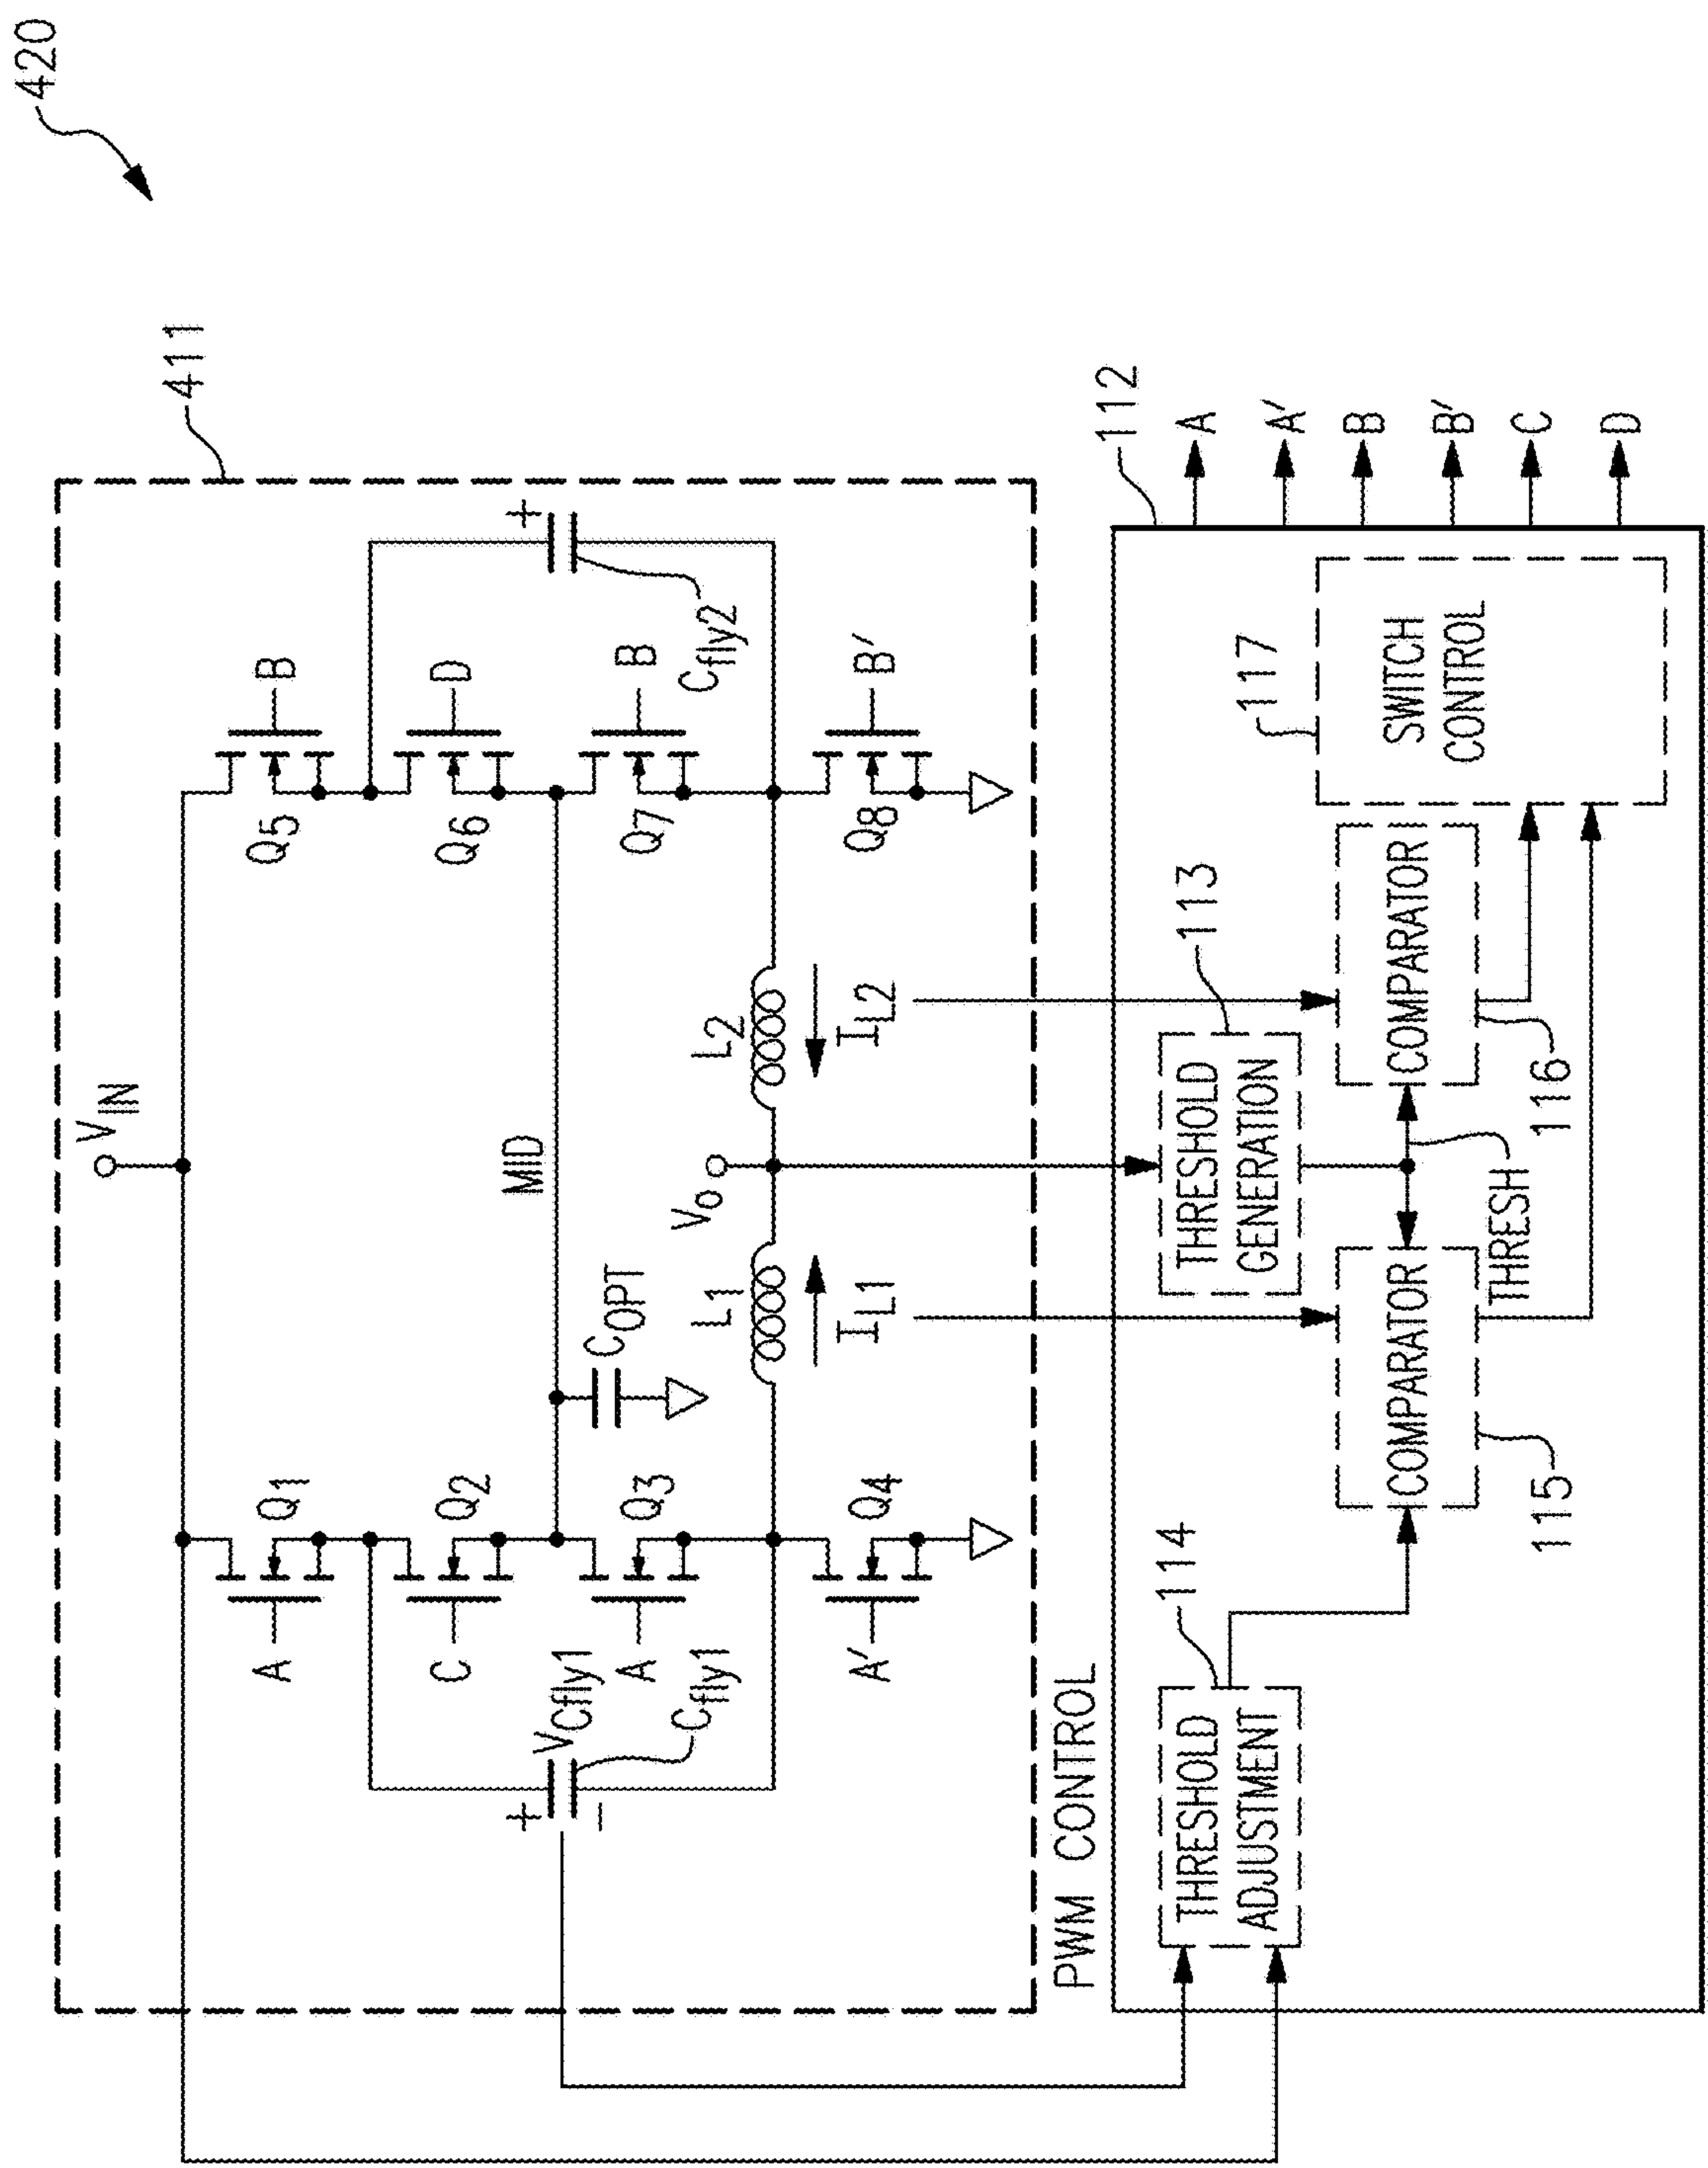 420
411
V_IN
A
Q1
Q5
B
C
Q2
Q6
D
MID
V_Cfly1
+
−
C_OPT
+
A
Q3
Q7
B
C_fly1
L1
V_O
L2
C_fly2
I_L1
I_L2
A'
Q4
Q8
B'
PWM CONTROL
112
114
113
117
THRESHOLD
ADJUSTMENT
THRESHOLD
GENERATION
COMPARATOR
COMPARATOR
SWITCH
CONTROL
THRESH
115
116
A
A'
B
B'
C
D